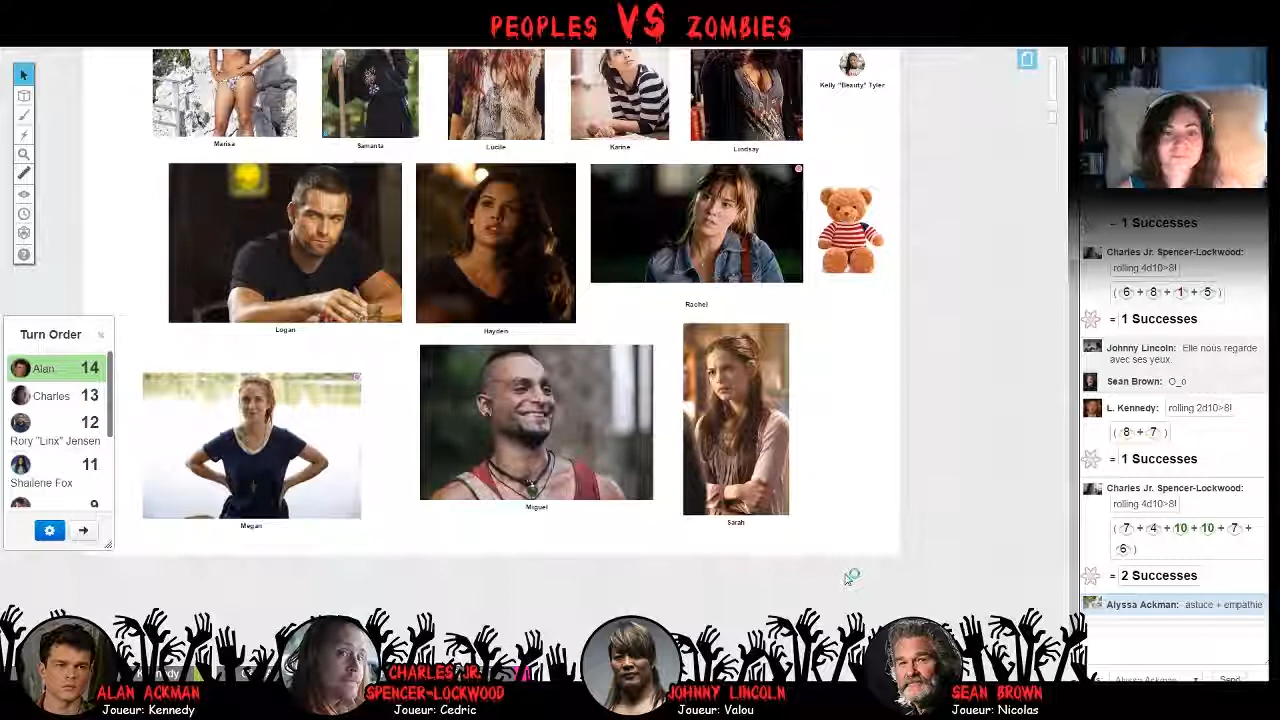 PEOPLES VS ZOMBIES
Kelly "Beauty" Tyler
Marisa
Samanta
Lucile
Karine
Lindsay
Logan
Hayden
Rachel
Megan
Miguel
Sarah
Turn Order
Alan 14
Charles 13
12
Rory "Linx" Jensen
11
Shailene Fox
9
= 1 Successes
Charles Jr. Spencer-Lockwood:
rolling 4d10>8!
( 6 + 8 + 1 + 5 )
= 1 Successes
Johnny Lincoln: Elle nous regarde
avec ses yeux.
Sean Brown: O_o
L. Kennedy: rolling 2d10>8!
( 8 + 7 )
= 1 Successes
Charles Jr. Spencer-Lockwood:
rolling 4d10>8!
( 7 + 4 + 10 + 10 + 7 +
6 )
= 2 Successes
Alyssa Ackman: astuce + empathie
Alyssa Ackman
Send
ALAN ACKMAN
Joueur: Kennedy
CHARLES JR.
SPENCER-LOCKWOOD
Joueur: Cedric
JOHNNY LINCOLN
Joueur: Valou
SEAN BROWN
Joueur: Nicolas